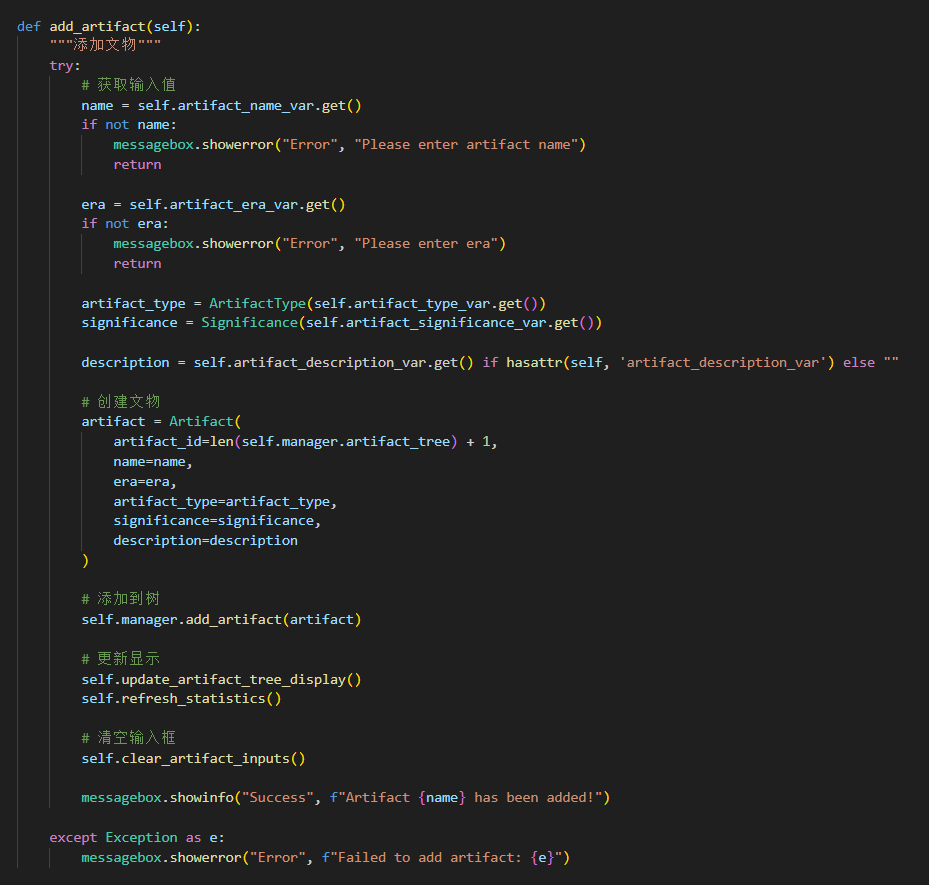 def add_artifact(self):
"""添加文物"""
try:
# 获取输入值
name = self.artifact_name_var.get()
if not name:
messagebox.showerror("Error", "Please enter artifact name")
return
era = self.artifact_era_var.get()
if not era:
messagebox.showerror("Error", "Please enter era")
return
artifact_type = ArtifactType(self.artifact_type_var.get())
significance = Significance(self.artifact_significance_var.get())
description = self.artifact_description_var.get() if hasattr(self, 'artifact_description_var') else ""
# 创建文物
artifact = Artifact(
artifact_id=len(self.manager.artifact_tree) + 1,
name=name,
era=era,
artifact_type=artifact_type,
significance=significance,
description=description
)
# 添加到树
self.manager.add_artifact(artifact)
# 更新显示
self.update_artifact_tree_display()
self.refresh_statistics()
# 清空输入框
self.clear_artifact_inputs()
messagebox.showinfo("Success", f"Artifact {name} has been added!")
except Exception as e:
messagebox.showerror("Error", f"Failed to add artifact: {e}")